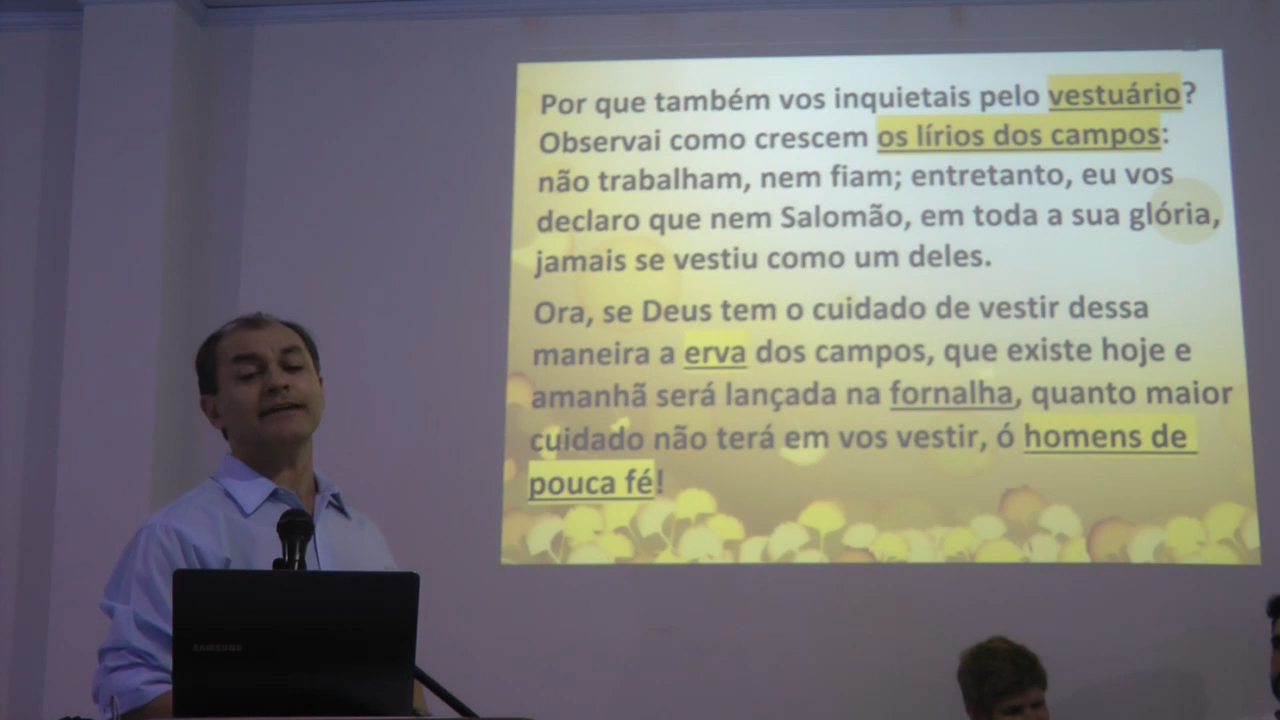 Por que também vos inquietais pelo vestuário?
Observai como crescem os lírios dos campos:
não trabalham, nem fiam; entretanto, eu vos
declaro que nem Salomão, em toda a sua glória,
jamais se vestiu como um deles.
Ora, se Deus tem o cuidado de vestir dessa
maneira a erva dos campos, que existe hoje e
amanhã será lançada na fornalha, quanto maior
cuidado não terá em vos vestir, ó homens de
pouca fé!
SAMSUNG